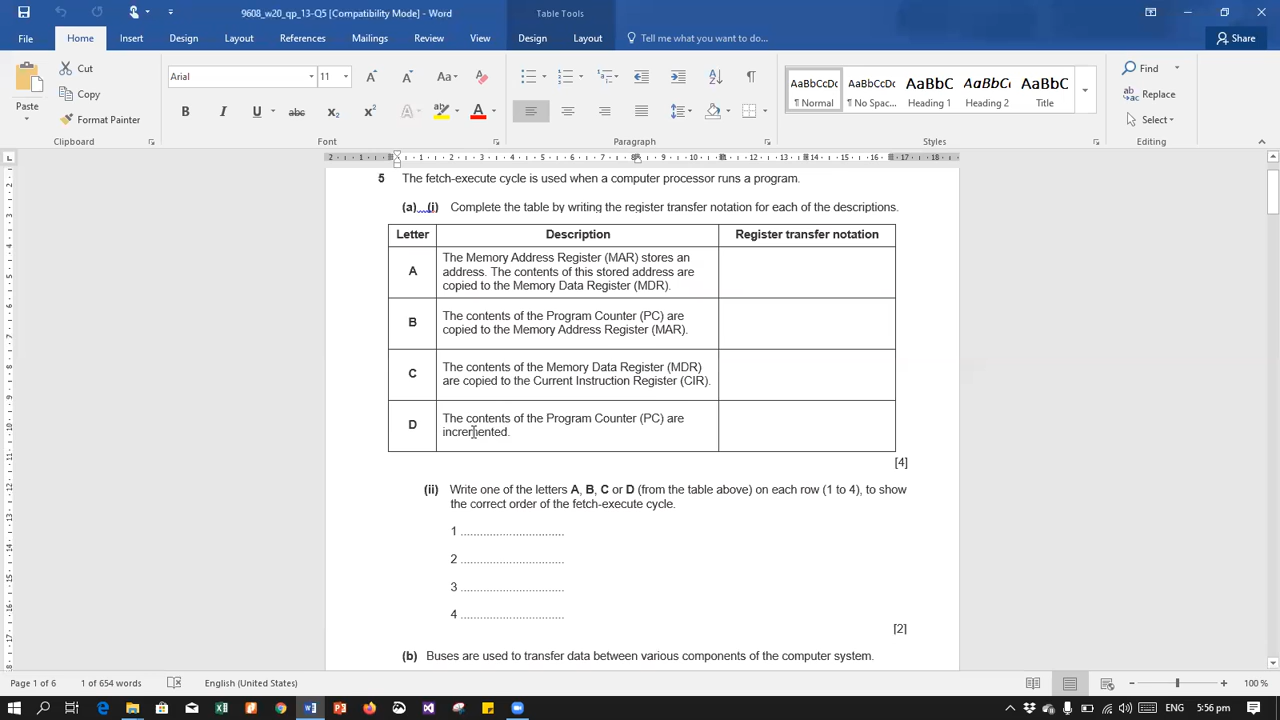 9608_w20_qp_13-Q5 [Compatibility Mode] - Word
Table Tools
File Home Insert Design Layout References Mailings Review View Design Layout Tell me what you want to do... Share
Paste
Cut
Copy
Format Painter
Clipboard
Arial 11
Font
Paragraph
AaBbCcDc AaBbCcDc AaBbC AaBbCc AaBbC
¶ Normal ¶ No Spac... Heading 1 Heading 2 Title
Styles
Find
Replace
Select
Editing
5 The fetch-execute cycle is used when a computer processor runs a program.
(a) (i) Complete the table by writing the register transfer notation for each of the descriptions.
Letter Description Register transfer notation
A
The Memory Address Register (MAR) stores an
address. The contents of this stored address are
copied to the Memory Data Register (MDR).
B
The contents of the Program Counter (PC) are
copied to the Memory Address Register (MAR).
C
The contents of the Memory Data Register (MDR)
are copied to the Current Instruction Register (CIR).
D
The contents of the Program Counter (PC) are
incremented.
[4]
(ii) Write one of the letters A, B, C or D (from the table above) on each row (1 to 4), to show
the correct order of the fetch-execute cycle.
1 ................................
2 ................................
3 ................................
4 ................................
[2]
(b) Buses are used to transfer data between various components of the computer system.
Page 1 of 6 1 of 654 words English (United States) 100 %
5:56 pm